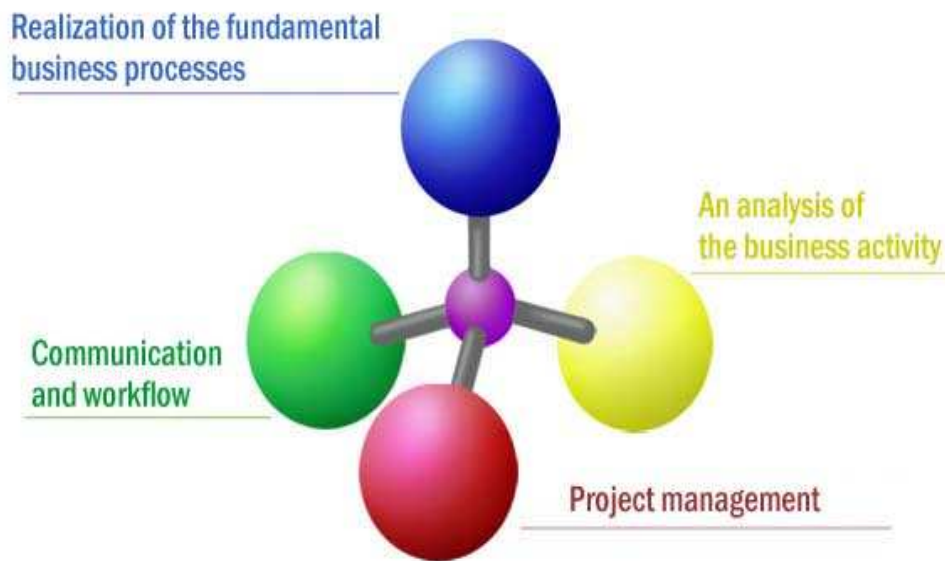 Realization of the fundamental
business processes
An analysis of
the business activity
Communication
and workflow
Project management